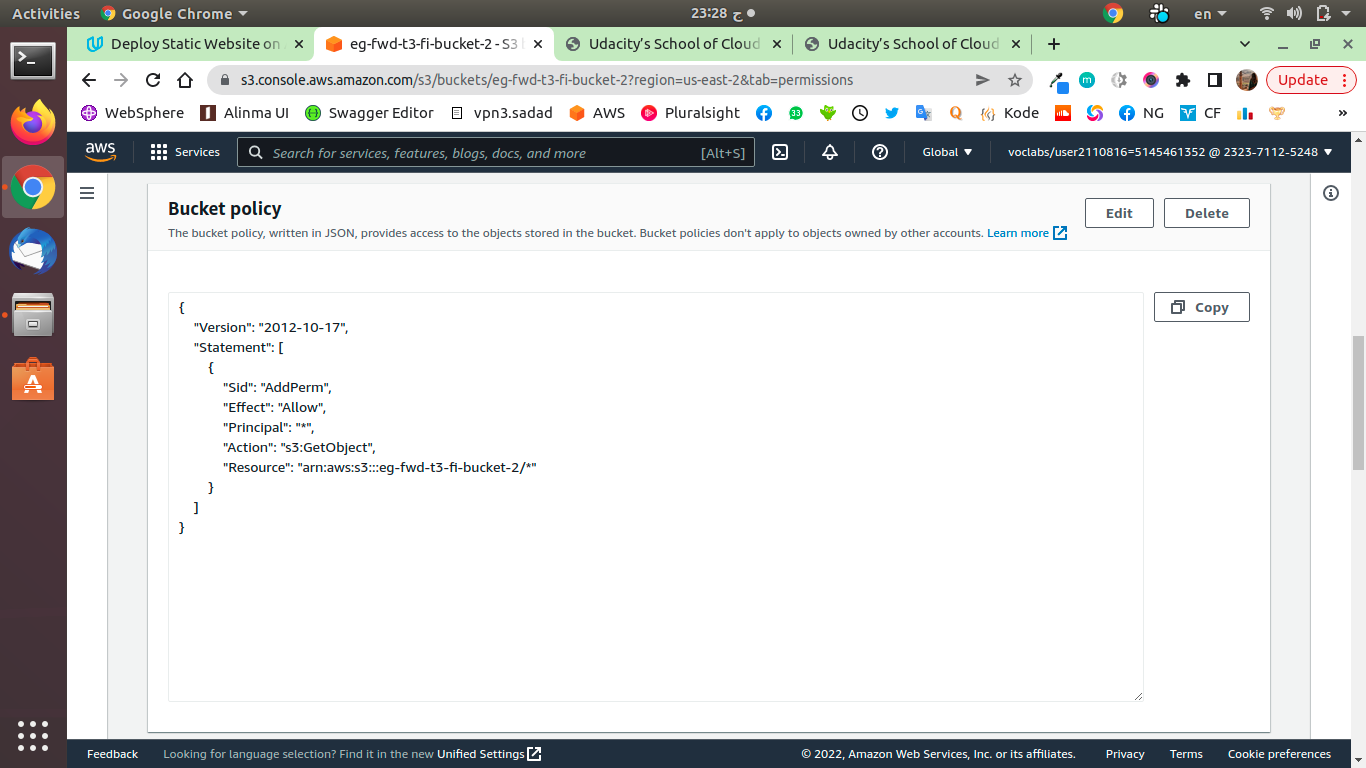 Activities
Google Chrome
23:28 ج
en
Deploy Static Website on
eg-fwd-t3-fi-bucket-2 - S3
Udacity's School of Cloud
Udacity's School of Cloud
s3.console.aws.amazon.com/s3/buckets/eg-fwd-t3-fi-bucket-2?region=us-east-2&tab=permissions
Update
WebSphere
Alinma UI
Swagger Editor
vpn3.sadad
AWS
Pluralsight
Kode
NG
CF
»
aws
Services
Search for services, features, blogs, docs, and more
[Alt+S]
Global
voclabs/user2110816=5145461352 @ 2323-7112-5248
Bucket policy
Edit
Delete
The bucket policy, written in JSON, provides access to the objects stored in the bucket. Bucket policies don't apply to objects owned by other accounts. Learn more
Copy
{
"Version": "2012-10-17",
"Statement": [
{
"Sid": "AddPerm",
"Effect": "Allow",
"Principal": "*",
"Action": "s3:GetObject",
"Resource": "arn:aws:s3:::eg-fwd-t3-fi-bucket-2/*"
}
]
}
Feedback
Looking for language selection? Find it in the new Unified Settings
© 2022, Amazon Web Services, Inc. or its affiliates.
Privacy
Terms
Cookie preferences